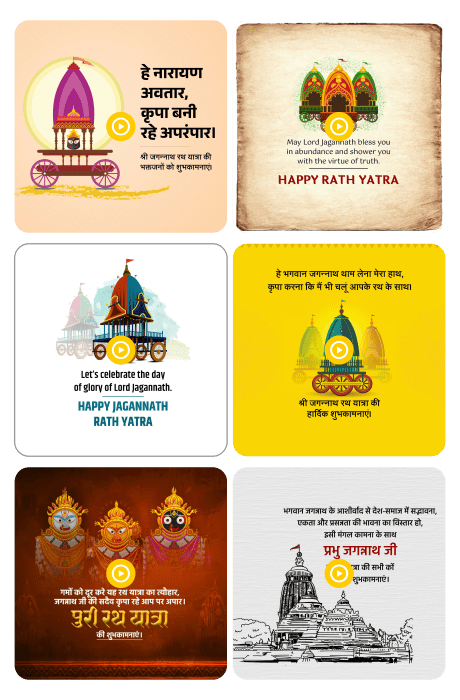 हे नारायण
अवतार,
कृपा बनी
रहे अपरंपार।
श्री जगन्नाथ रथ यात्रा की
भक्तजनों को शुभकामनाएं।
May Lord Jagannath bless you
in abundance and shower you
with the virtue of truth.
HAPPY RATH YATRA
Let's celebrate the day
of glory of Lord Jagannath.
HAPPY JAGANNATH
RATH YATRA
हे भगवान जगन्नाथ थाम लेना मेरा हाथ,
कृपा करना कि मैं भी चलूं आपके रथ के साथ।
श्री जगन्नाथ रथ यात्रा की
हार्दिक शुभकामनाएं।
गमों को दूर करे यह रथ यात्रा का त्यौहार,
जगन्नाथ जी की सदैव कृपा रहे आप पर अपार।
पुरी रथ यात्रा
की शुभकामनाएं।
भगवान जगन्नाथ के आशीर्वाद से देश-समाज में सद्भावना,
एकता और प्रसन्नता की भावना का विस्तार हो,
इसी मंगल कामना के साथ
प्रभु जगन्नाथ जी
की सभी कों